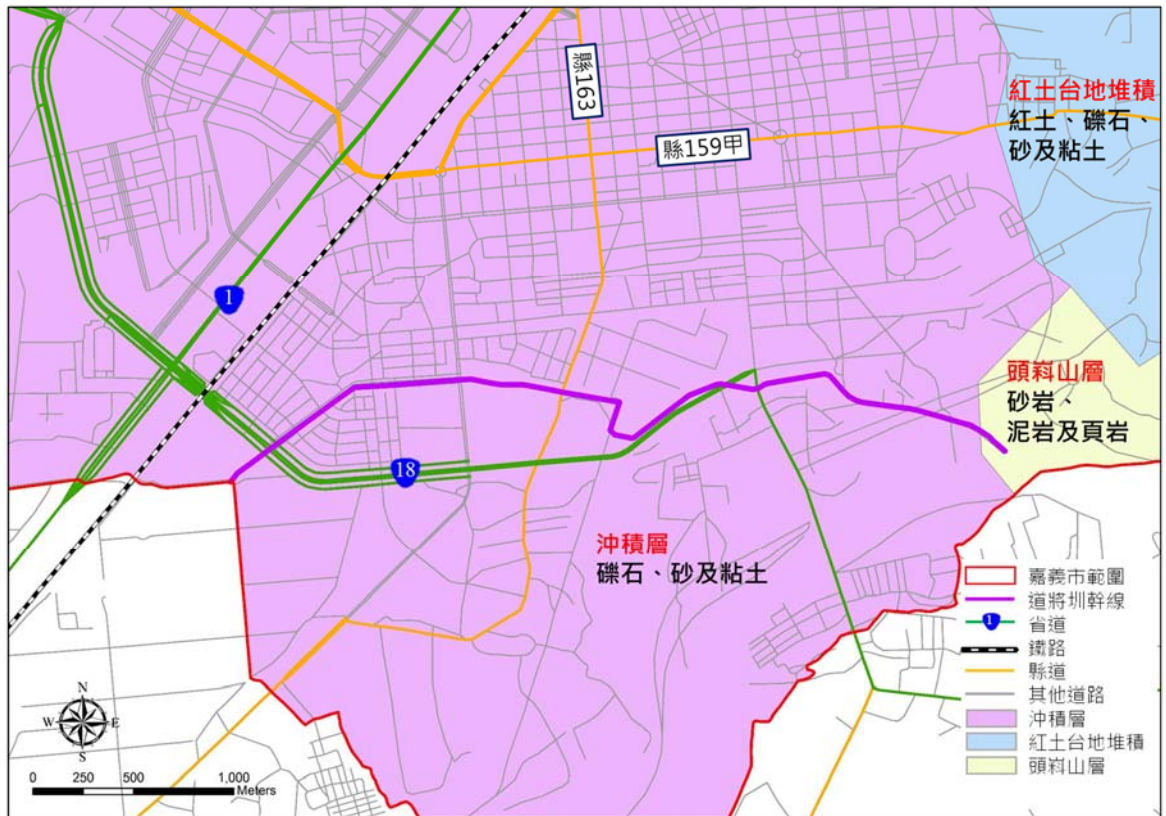 縣163
縣159甲
紅土台地堆積
紅土、礫石、
砂及粘土
1
頭嵙山層
砂岩、
泥岩及頁岩
18
沖積層
礫石、砂及粘土
嘉義市範圍
道將圳幹線
1
省道
鐵路
縣道
其他道路
沖積層
紅土台地堆積
頭嵙山層
N
W
E
S
0 250 500 1,000
Meters